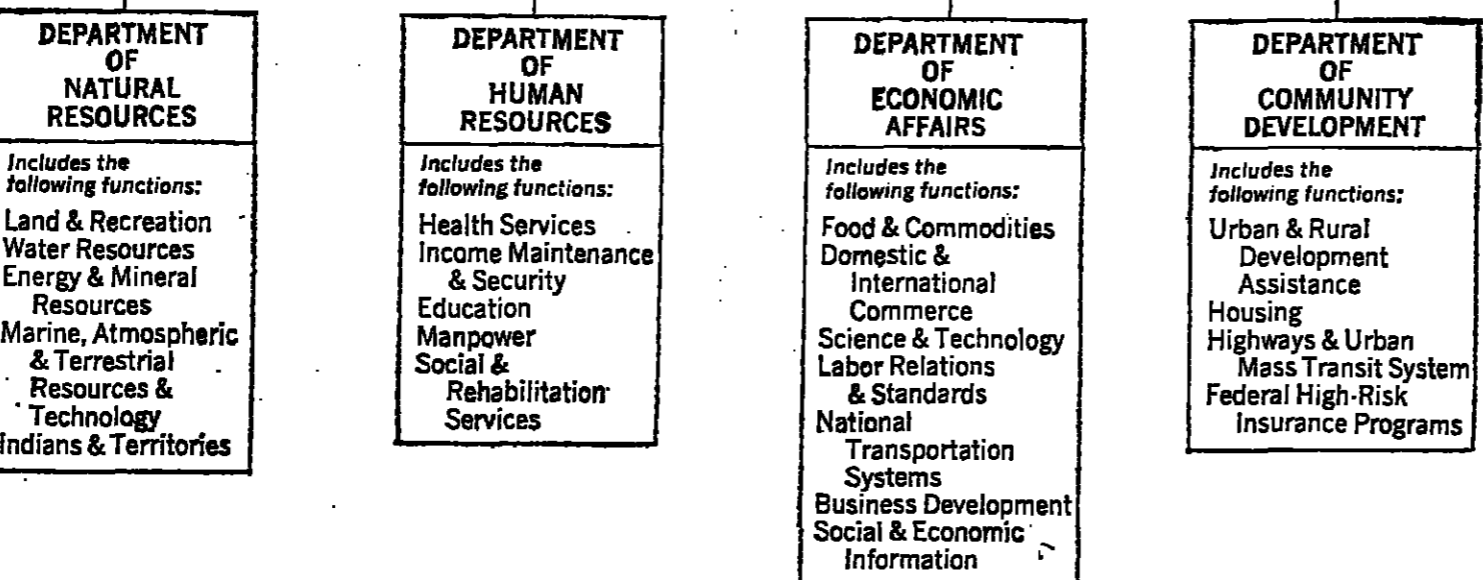 DEPARTMENT
OF
NATURAL
RESOURCES
Includes the
following functions:
Land & Recreation
Water Resources
Energy & Mineral
Resources
Marine, Atmospheric
& Terrestrial
Resources &
Technology
Indians & Territories
DEPARTMENT
OF
HUMAN
RESOURCES
Includes the
following functions:
Health Services
Income Maintenance
& Security
Education
Manpower
Social &
Rehabilitation
Services
DEPARTMENT
OF
ECONOMIC
AFFAIRS
Includes the
following functions:
Food & Commodities
Domestic &
International
Commerce
Science & Technology
Labor Relations
& Standards
National
Transportation
Systems
Business Development
Social & Economic
Information
DEPARTMENT
OF
COMMUNITY
DEVELOPMENT
Includes the
following functions:
Urban & Rural
Development
Assistance
Housing
Highways & Urban
Mass Transit System
Federal High-Risk
Insurance Programs